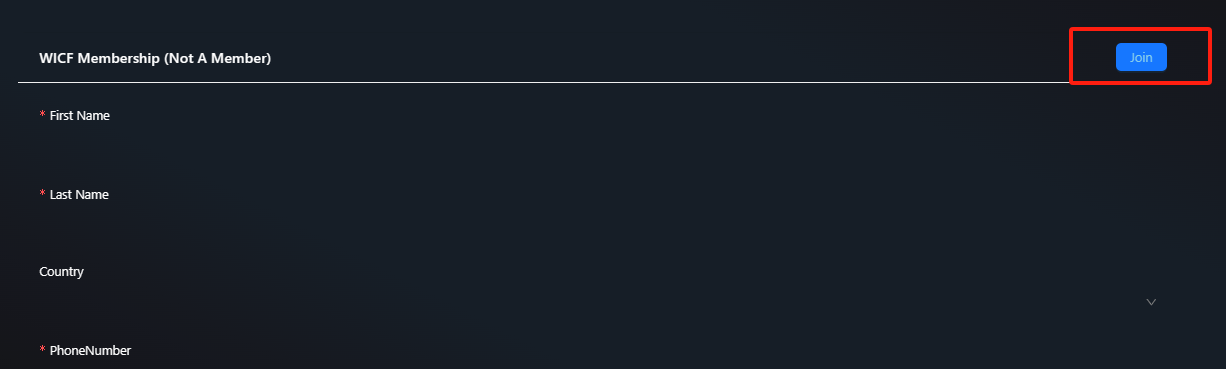 WICF Membership (Not A Member)
Join
* First Name
* Last Name
Country
* PhoneNumber